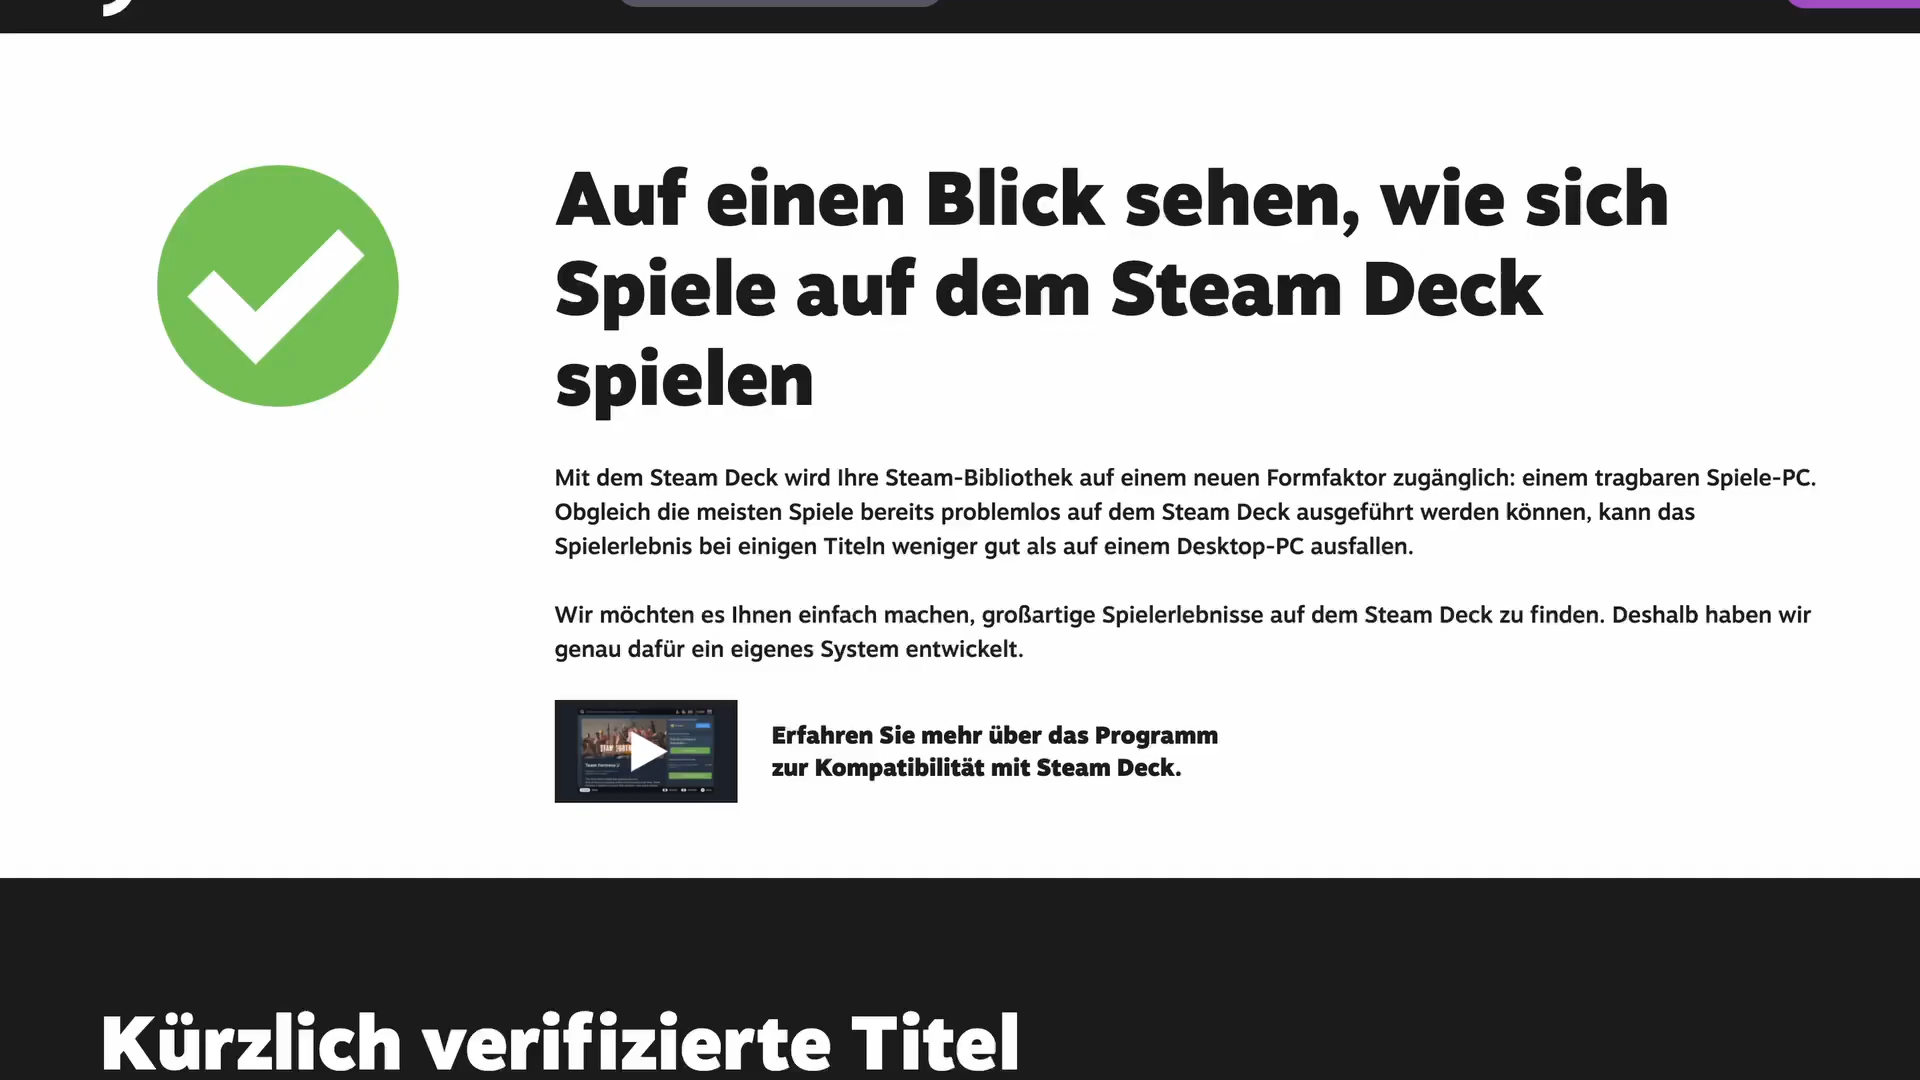 Auf einen Blick sehen, wie sich
Spiele auf dem Steam Deck
spielen
Mit dem Steam Deck wird Ihre Steam-Bibliothek auf einem neuen Formfaktor zugänglich: einem tragbaren Spiele-PC.
Obgleich die meisten Spiele bereits problemlos auf dem Steam Deck ausgeführt werden können, kann das
Spielerlebnis bei einigen Titeln weniger gut als auf einem Desktop-PC ausfallen.
Wir möchten es Ihnen einfach machen, großartige Spielerlebnisse auf dem Steam Deck zu finden. Deshalb haben wir
genau dafür ein eigenes System entwickelt.
Erfahren Sie mehr über das Programm
zur Kompatibilität mit Steam Deck.
Kürzlich verifizierte Titel